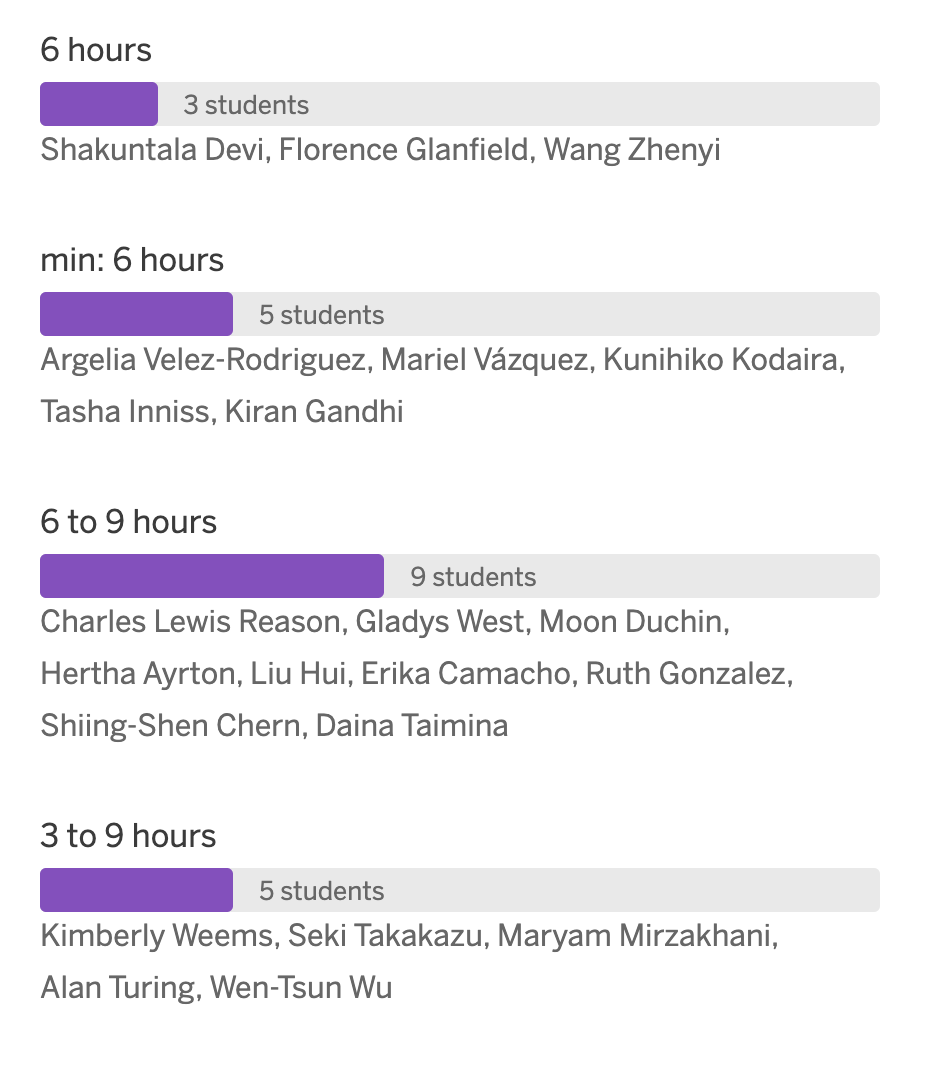 6 hours
3 students
Shakuntala Devi, Florence Glanfield, Wang Zhenyi
min: 6 hours
5 students
Argelia Velez-Rodriguez, Mariel Vázquez, Kunihiko Kodaira,
Tasha Inniss, Kiran Gandhi
6 to 9 hours
9 students
Charles Lewis Reason, Gladys West, Moon Duchin,
Hertha Ayrton, Liu Hui, Erika Camacho, Ruth Gonzalez,
Shiing-Shen Chern, Daina Taimina
3 to 9 hours
5 students
Kimberly Weems, Seki Takakazu, Maryam Mirzakhani,
Alan Turing, Wen-Tsun Wu